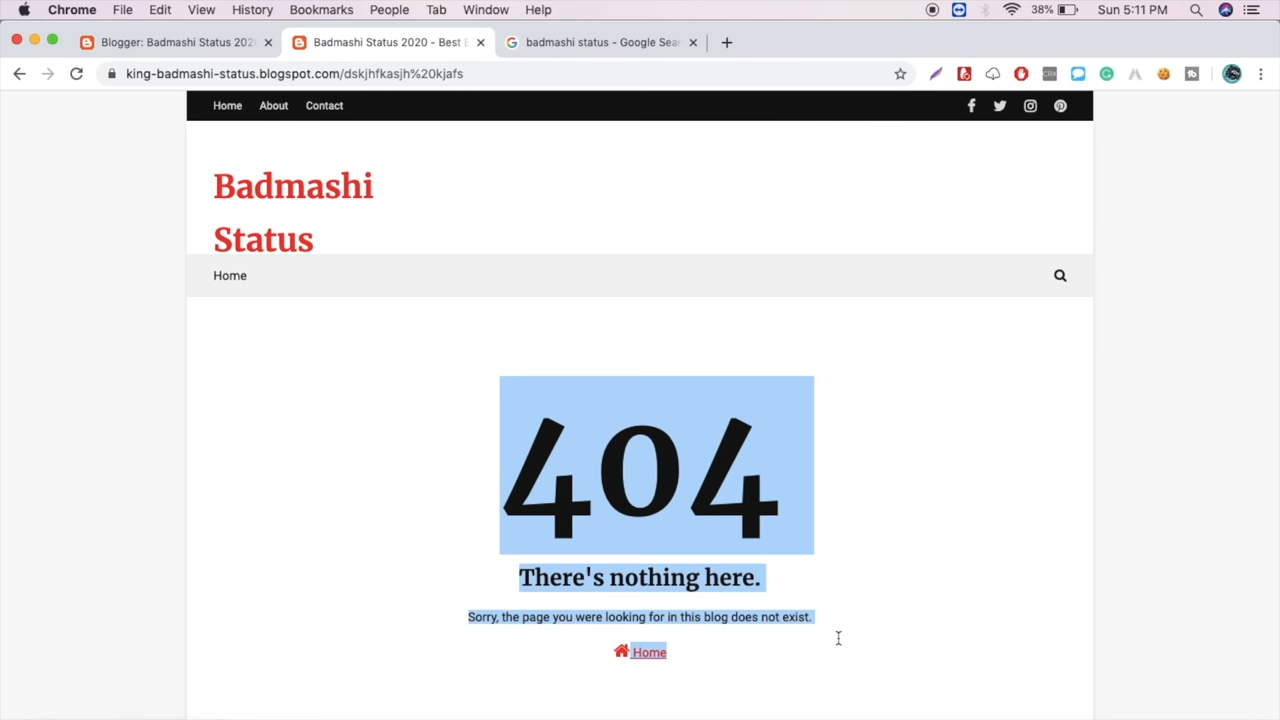 Chrome File Edit View History Bookmarks People Tab Window Help 38% Sun 5:11 PM
Blogger: Badmashi Status 202 Badmashi Status 2020 - Best badmashi status - Google Sear
king-badmashi-status.blogspot.com/dskjhfkasjh%20kjafs
Home About Contact
Badmashi
Status
Home
404
There's nothing here.
Sorry, the page you were looking for in this blog does not exist.
Home